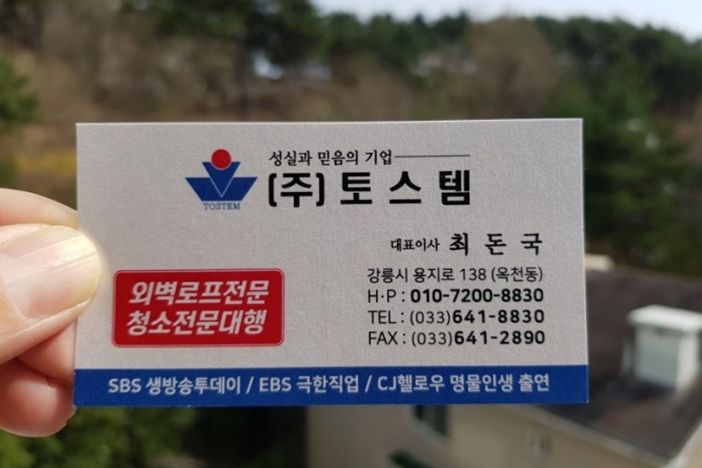 성실과 믿음의 기업
TOSTEM
(주) 토스템
대표이사 최돈국
강릉시 용지로 138 (옥천동)
H·P : 010-7200-8830
TEL : (033)641-8830
FAX : (033)641-2890
외벽로프전문
청소전문대행
SBS 생방송투데이 / EBS 극한직업 / CJ헬로우 명물인생 출연